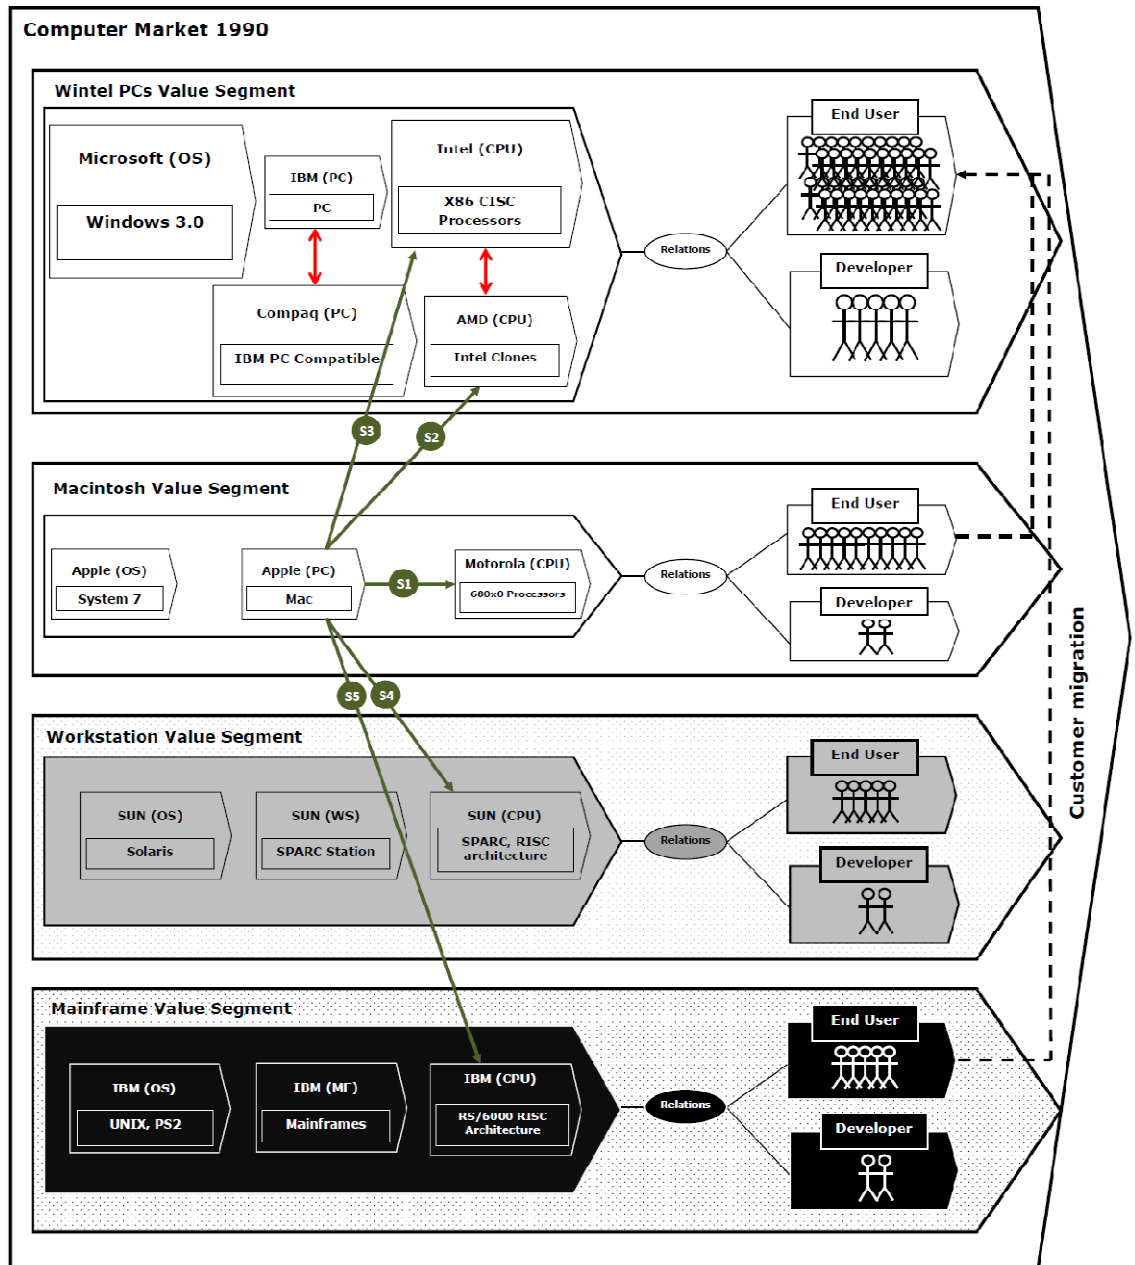 Computer Market 1990
Wintel PCs Value Segment
Microsoft (OS)
Windows 3.0
IBM (PC)
PC
Intel (CPU)
X86 CISC
Processors
Compaq (PC)
IBM PC Compatible
AMD (CPU)
Intel Clones
Relations
End User
Developer
S3
S2
Macintosh Value Segment
Apple (OS)
System 7
Apple (PC)
Mac
S1
Motorola (CPU)
680x0 Processors
Relations
End User
Developer
S5
S4
Customer migration
Workstation Value Segment
SUN (OS)
Solaris
SUN (WS)
SPARC Station
SUN (CPU)
SPARC, RISC
architecture
Relations
End User
Developer
Mainframe Value Segment
IBM (OS)
UNIX, PS2
IBM (MF)
Mainframes
IBM (CPU)
RS/6000 RISC
Architecture
Relations
End User
Developer